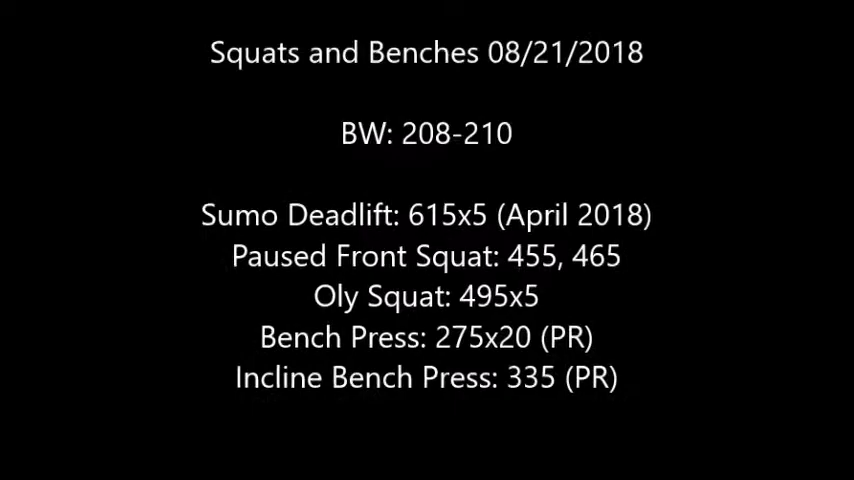 Squats and Benches 08/21/2018
BW: 208-210
Sumo Deadlift: 615x5 (April 2018)
Paused Front Squat: 455, 465
Oly Squat: 495x5
Bench Press: 275x20 (PR)
Incline Bench Press: 335 (PR)